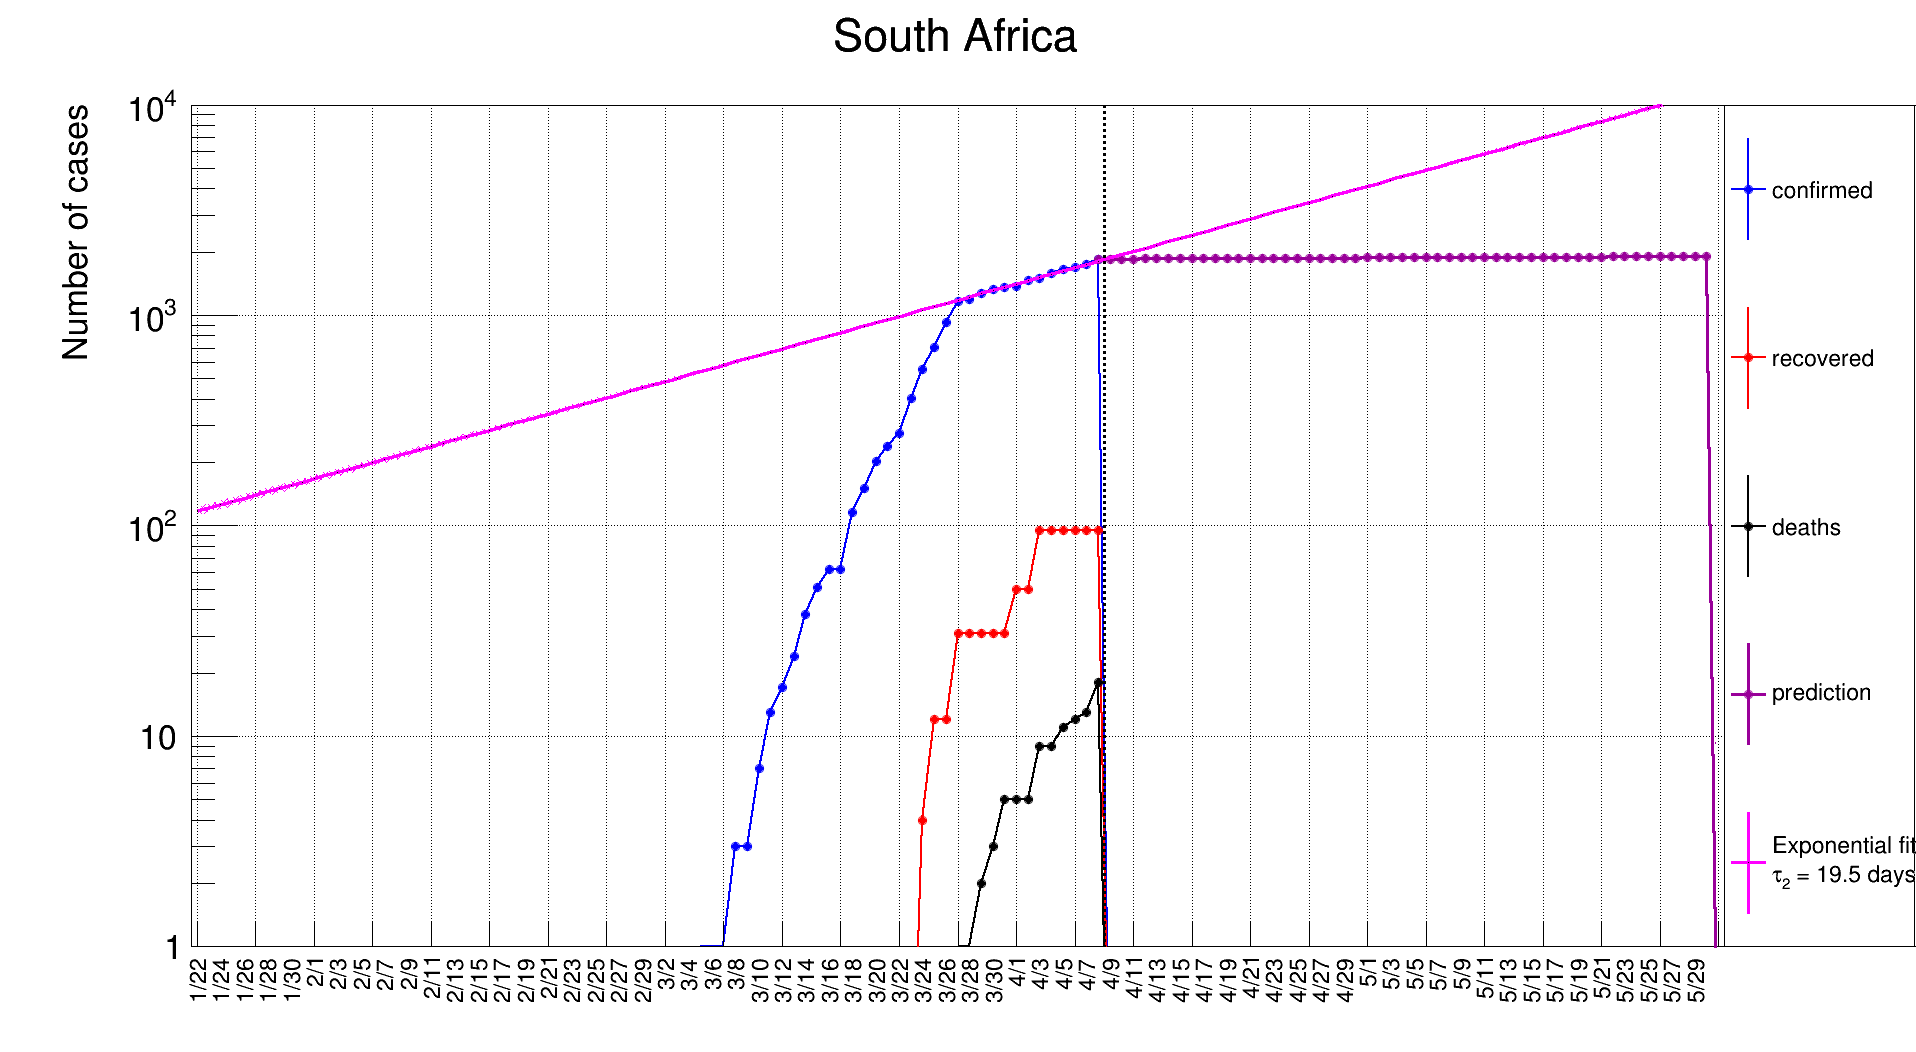 South Africa
Number of cases
10^4
10^3
10^2
10
1
1/22 1/24 1/26 1/28 1/30 2/1 2/3 2/5 2/7 2/9 2/11 2/13 2/15 2/17 2/19 2/21 2/23 2/25 2/27 2/29 3/2 3/4 3/6 3/8 3/10 3/12 3/14 3/16 3/18 3/20 3/22 3/24 3/26 3/28 3/30 4/1 4/3 4/5 4/7 4/9 4/11 4/13 4/15 4/17 4/19 4/21 4/23 4/25 4/27 4/29 5/1 5/3 5/5 5/7 5/9 5/11 5/13 5/15 5/17 5/19 5/21 5/23 5/25 5/27 5/29
confirmed
recovered
deaths
prediction
Exponential fit
τ_2 = 19.5 days